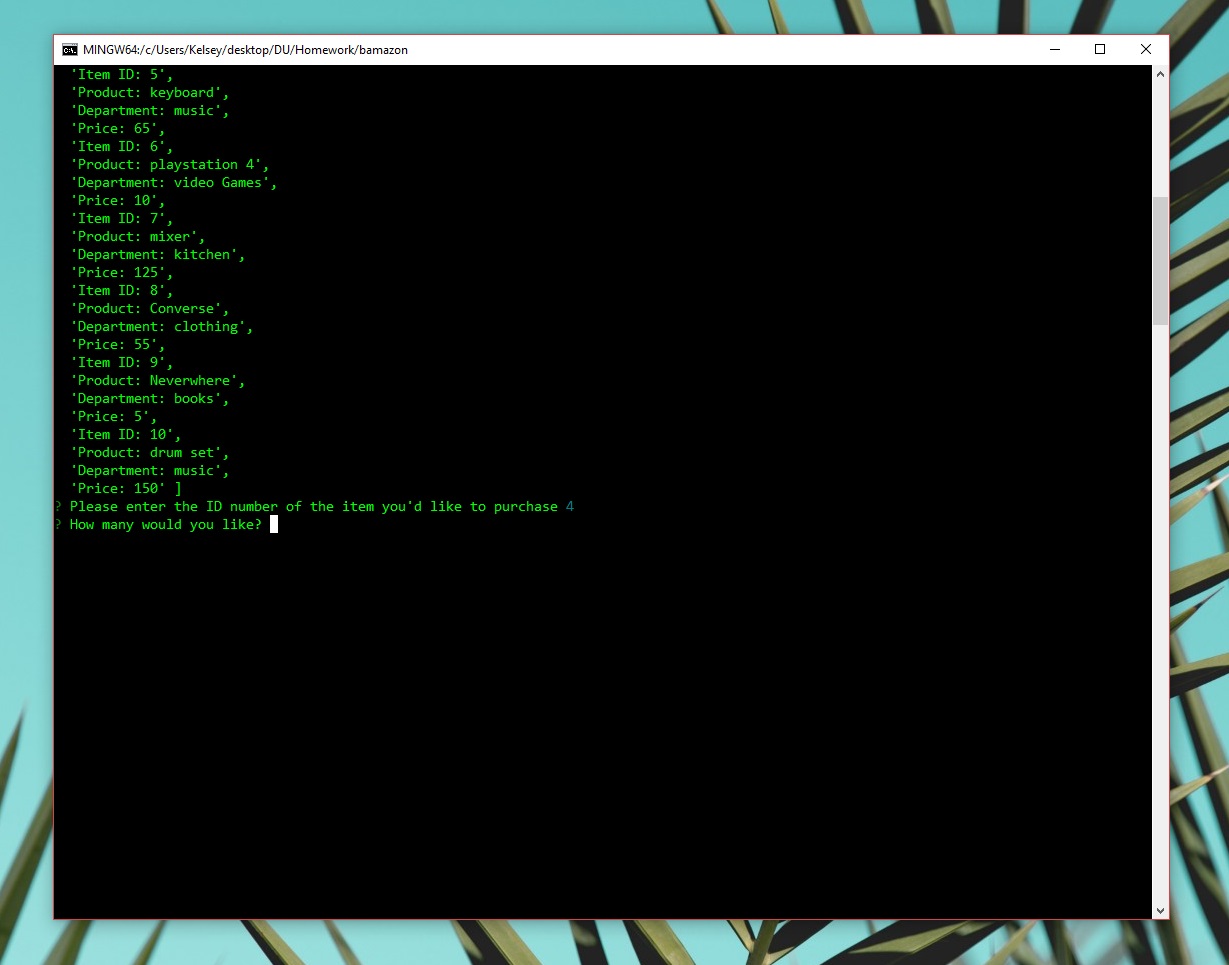 MINGW64:/c/Users/Kelsey/desktop/DU/Homework/bamazon
'Item ID: 5',
'Product: keyboard',
'Department: music',
'Price: 65',
'Item ID: 6',
'Product: playstation 4',
'Department: video Games',
'Price: 10',
'Item ID: 7',
'Product: mixer',
'Department: kitchen',
'Price: 125',
'Item ID: 8',
'Product: Converse',
'Department: clothing',
'Price: 55',
'Item ID: 9',
'Product: Neverwhere',
'Department: books',
'Price: 5',
'Item ID: 10',
'Product: drum set',
'Department: music',
'Price: 150' ]
? Please enter the ID number of the item you'd like to purchase 4
? How many would you like?